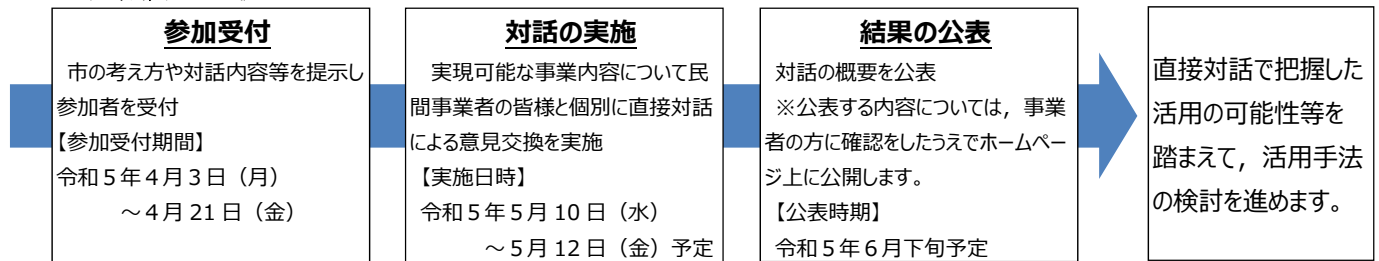 参加受付
市の考え方や対話内容等を提示し
参加者を受付
【参加受付期間】
令和５年４月３日（月）
～４月 21 日（金）
対話の実施
実現可能な事業内容について民
間事業者の皆様と個別に直接対話
による意見交換を実施
【実施日時】
令和５年５月 10 日（水）
～５月 12 日（金）予定
結果の公表
対話の概要を公表
※公表する内容については，事業
者の方に確認をしたうえでホームペー
ジ上に公開します。
【公表時期】
令和５年６月下旬予定
直接対話で把握した
活用の可能性等を
踏まえて，活用手法
の検討を進めます。